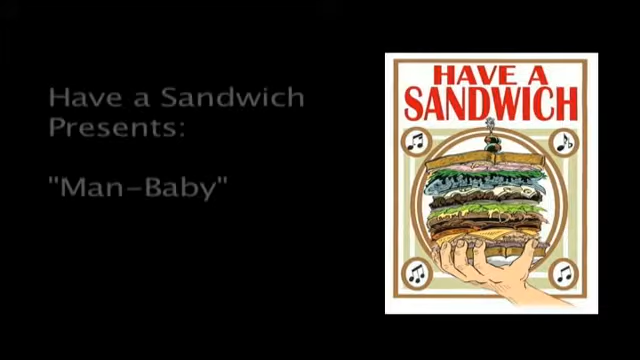 Have a Sandwich
Presents:
"Man-Baby"
HAVE A
SANDWICH